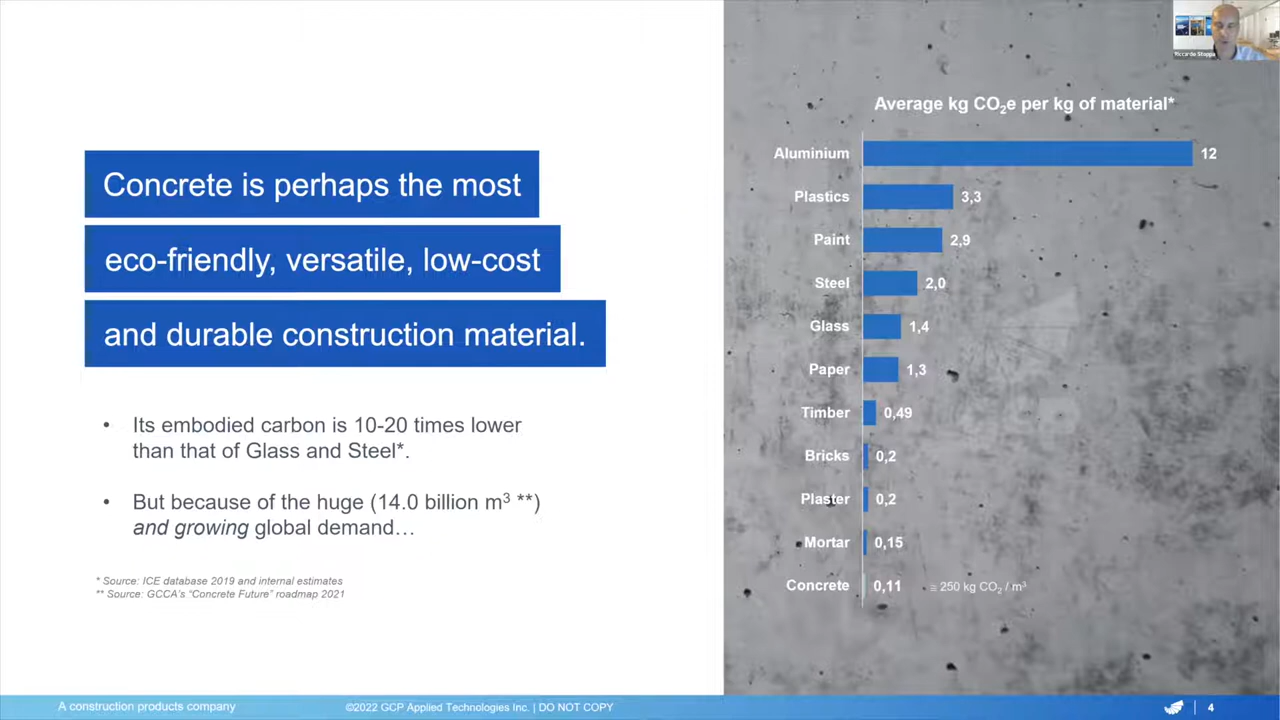 Concrete is perhaps the most
eco-friendly, versatile, low-cost
and durable construction material.
• Its embodied carbon is 10-20 times lower
than that of Glass and Steel*.
• But because of the huge (14.0 billion m³ **)
and growing global demand…
* Source: ICE database 2019 and internal estimates
** Source: GCCA's “Concrete Future” roadmap 2021
Average kg CO₂e per kg of material*
Aluminium 12
Plastics 3,3
Paint 2,9
Steel 2,0
Glass 1,4
Paper 1,3
Timber 0,49
Bricks 0,2
Plaster 0,2
Mortar 0,15
Concrete 0,11 ≅ 250 kg CO₂ / m³
Riccardo Stoppa
A construction products company
©2022 GCP Applied Technologies Inc. | DO NOT COPY
4